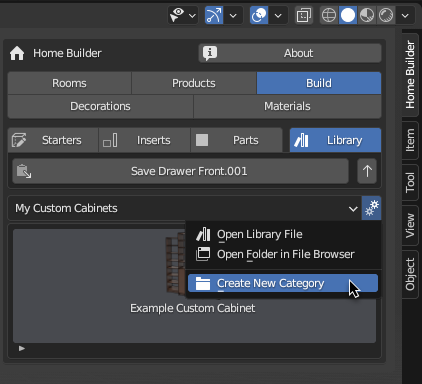 Home Builder
About
Rooms
Products
Build
Decorations
Materials
Starters
Inserts
Parts
Library
Save Drawer Front.001
My Custom Cabinets
Open Library File
Open Folder in File Browser
Create New Category
Example Custom Cabinet
Home Builder
Item
Tool
View
Object